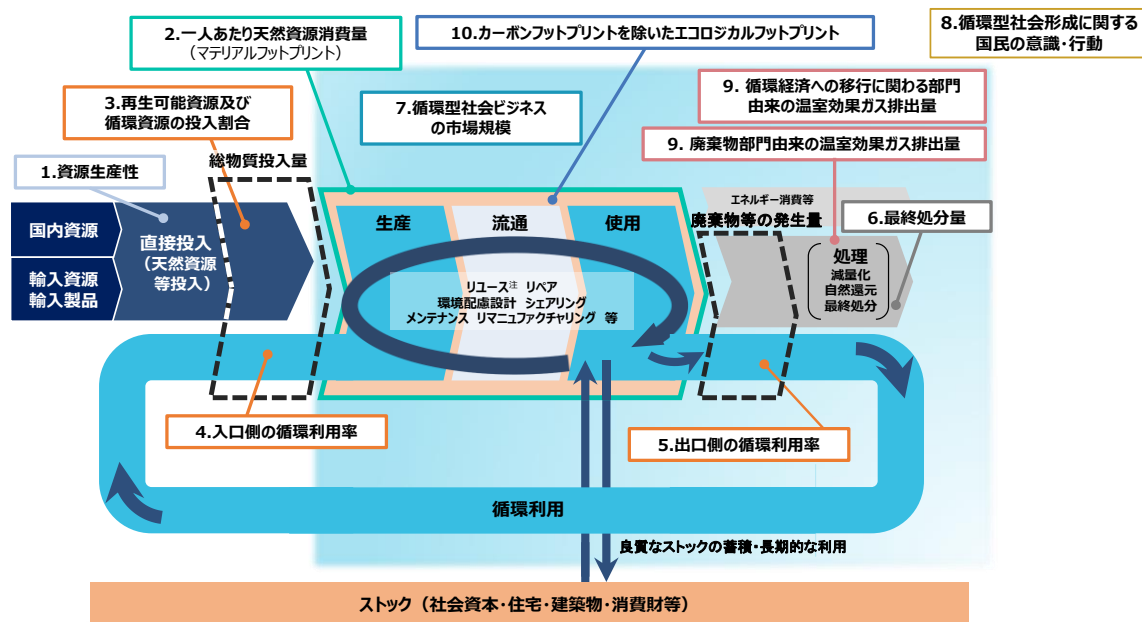 2.一人あたり天然資源消費量
（マテリアルフットプリント）
10.カーボンフットプリントを除いたエコロジカルフットプリント
8.循環型社会形成に関する
国民の意識・行動
3.再生可能資源及び
循環資源の投入割合
7.循環型社会ビジネス
の市場規模
9. 循環経済への移行に関わる部門
由来の温室効果ガス排出量
9. 廃棄物部門由来の温室効果ガス排出量
1.資源生産性
総物質投入量
国内資源
輸入資源
輸入製品
直接投入
（天然資源
等投入）
生産
流通
使用
エネルギー消費等
廃棄物等の発生量
6.最終処分量
処理
減量化
自然還元
最終処分
リユース注 リペア
環境配慮設計 シェアリング
メンテナンス リマニュファクチャリング 等
4.入口側の循環利用率
5.出口側の循環利用率
循環利用
良質なストックの蓄積・長期的な利用
ストック（社会資本・住宅・建築物・消費財等）